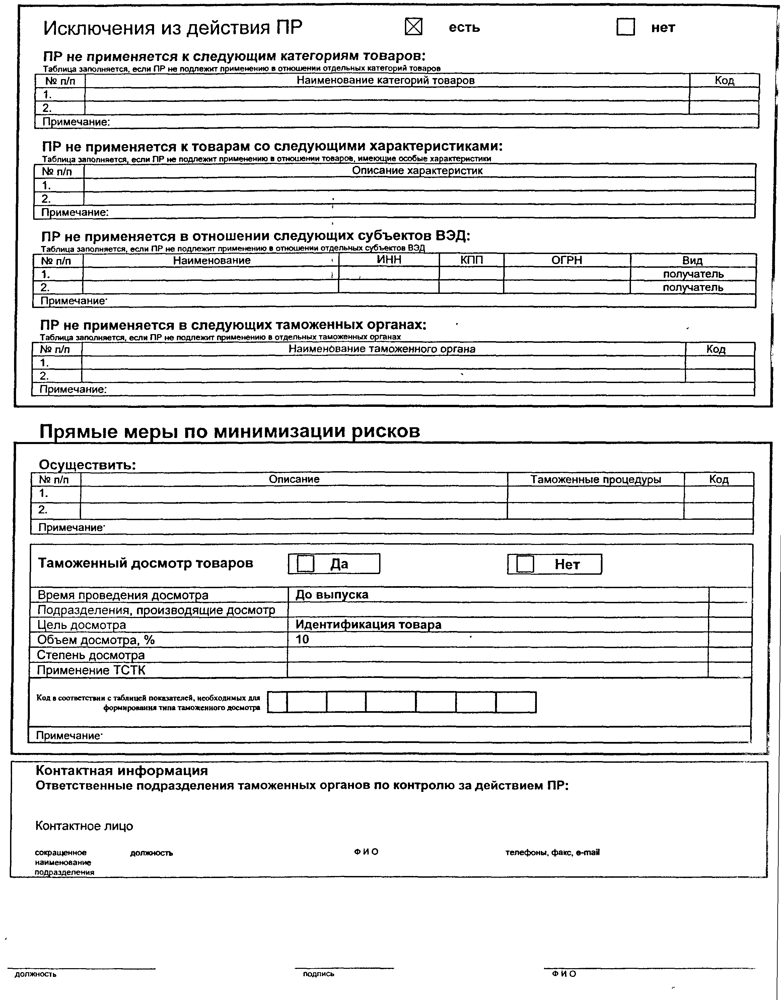 Исключения из действия ПР есть нет
ПР не применяется к следующим категориям товаров:
Таблица заполняется, если ПР не подлежит применению в отношении отдельных категорий товаров
№ п/п Наименование категорий товаров Код
1.
2.
Примечание:
ПР не применяется к товарам со следующими характеристиками:
Таблица заполняется, если ПР не подлежит применению в отношении товаров, имеющие особые характеристики
№ п/п Описание характеристик
1.
2.
Примечание:
ПР не применяется в отношении следующих субъектов ВЭД:
Таблица заполняется, если ПР не подлежит применению в отношении отдельных субъектов ВЭД
№ п/п Наименование ИНН КПП ОГРН Вид
1. получатель
2. получатель
Примечание·
ПР не применяется в следующих таможенных органах:
Таблица заполняется, если ПР не подлежит применению в отдельных таможенных органах
№ п/п Наименование таможенного органа Код
1.
2.
Примечание:
Прямые меры по минимизации рисков
Осуществить:
№ п/п Описание Таможенные процедуры Код
1.
2.
Примечание·
Таможенный досмотр товаров Да Нет
Время проведения досмотра До выпуска
Подразделения, производящие досмотр
Цель досмотра Идентификация товара
Объем досмотра, % 10
Степень досмотра
Применение ТСТК
Код в соответствии с таблицей показателей, необходимых для
формирования типа таможенного досмотра
Примечание·
Контактная информация
Ответственные подразделения таможенных органов по контролю за действием ПР:
Контактное лицо
сокращенное должность Ф И О телефоны, факс, e-mail
наименование
подразделения
должность подпись Ф И О